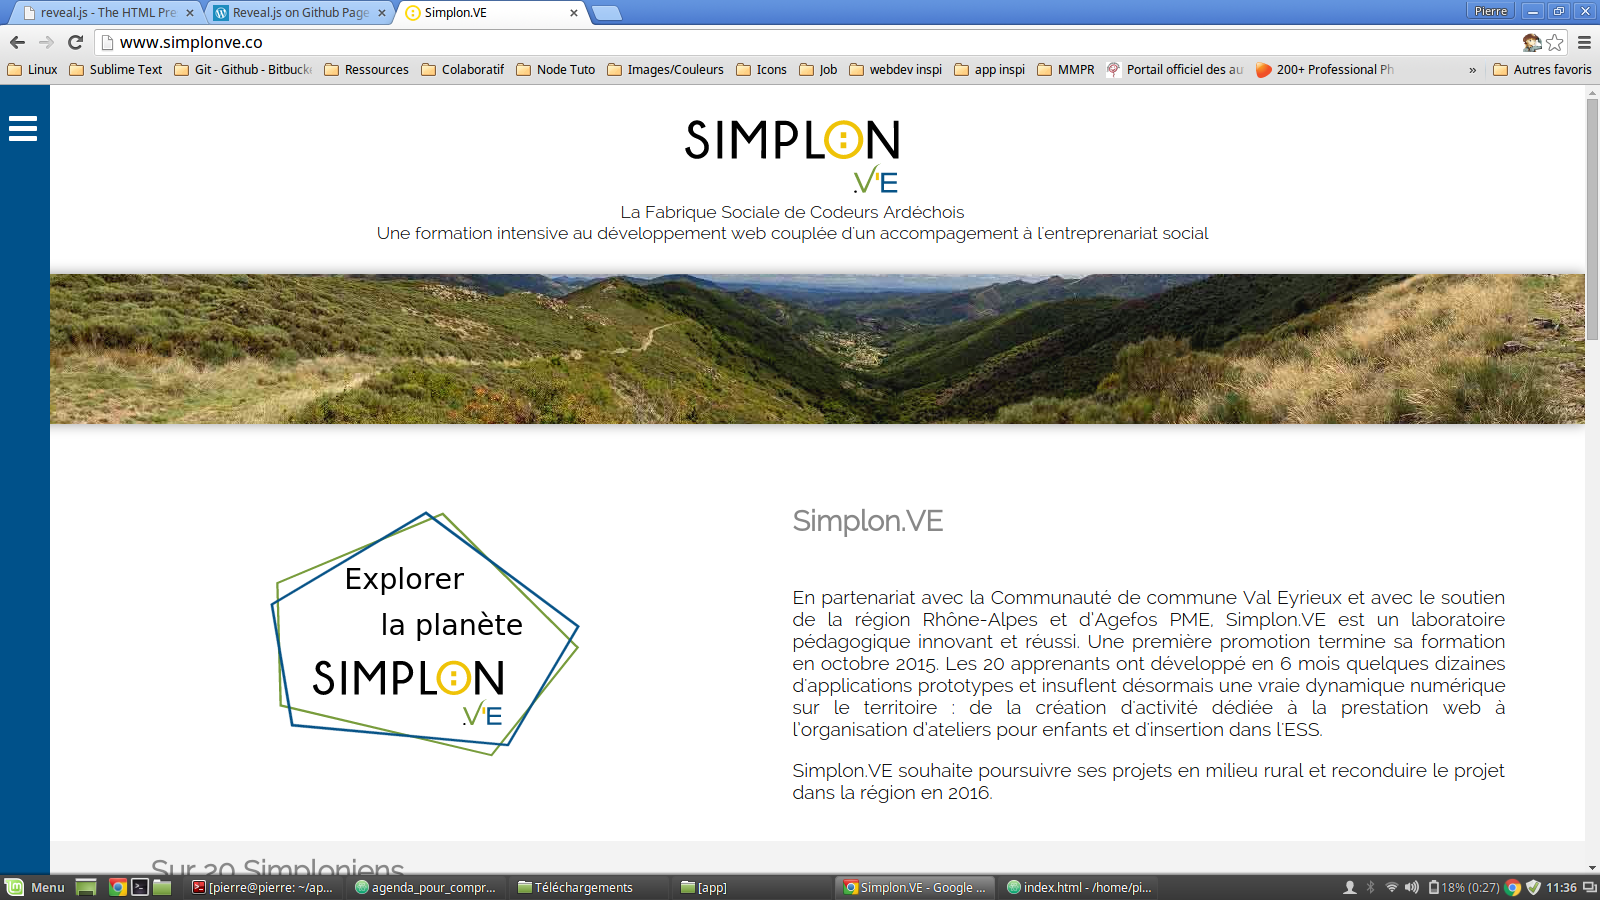 reveal.js - The HTML Pre
Reveal.js on Github Page
Simplon.VE
Pierre
www.simplonve.co
Linux
Sublime Text
Git - Github - Bitbuck
Ressources
Colaboratif
Node Tuto
Images/Couleurs
Icons
Job
webdev inspi
app inspi
MMPR
Portail officiel des au
200+ Professional Ph
»
Autres favoris
SIMPLON
.V'E
La Fabrique Sociale de Codeurs Ardéchois
Une formation intensive au développement web couplée d'un accompagement à l'entreprenariat social
Explorer
la planète
SIMPLON
.V'E
Simplon.VE
En partenariat avec la Communauté de commune Val Eyrieux et avec le soutien
de la région Rhône-Alpes et d'Agefos PME, Simplon.VE est un laboratoire
pédagogique innovant et réussi. Une première promotion termine sa formation
en octobre 2015. Les 20 apprenants ont développé en 6 mois quelques dizaines
d'applications prototypes et insuflent désormais une vraie dynamique numérique
sur le territoire : de la création d'activité dédiée à la prestation web à
l'organisation d'ateliers pour enfants et d'insertion dans l'ESS.
Simplon.VE souhaite poursuivre ses projets en milieu rural et reconduire le projet
dans la région en 2016.
Sur 20 Simploniens
Menu
[pierre@pierre: ~/ap...
agenda_pour_compr...
Téléchargements
[app]
Simplon.VE - Google ...
index.html - /home/pi...
18% (0:27)
11:36